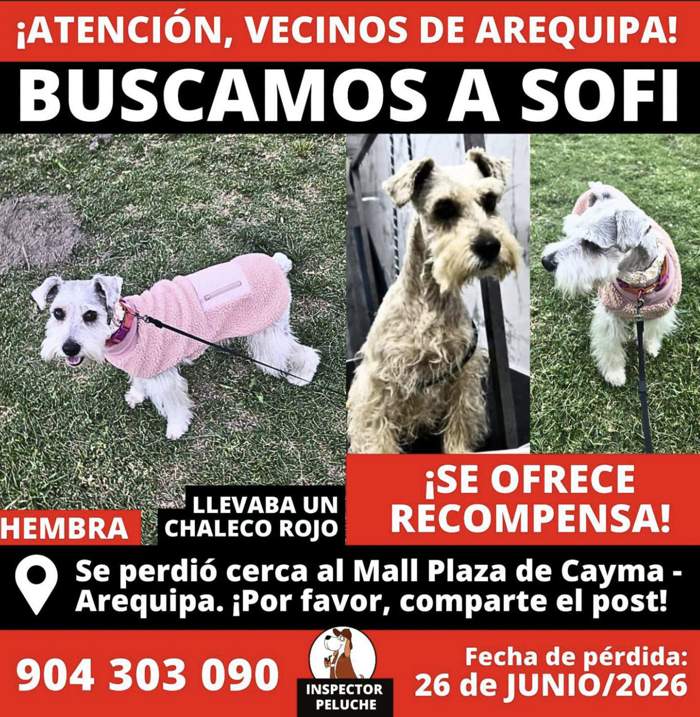 ¡ATENCIÓN, VECINOS DE AREQUIPA!
BUSCAMOS A SOFI
HEMBRA
LLEVABA UN
CHALECO ROJO
¡SE OFRECE
RECOMPENSA!
Se perdió cerca al Mall Plaza de Cayma -
Arequipa. ¡Por favor, comparte el post!
904 303 090
INSPECTOR
PELUCHE
Fecha de pérdida:
26 de JUNIO/2026